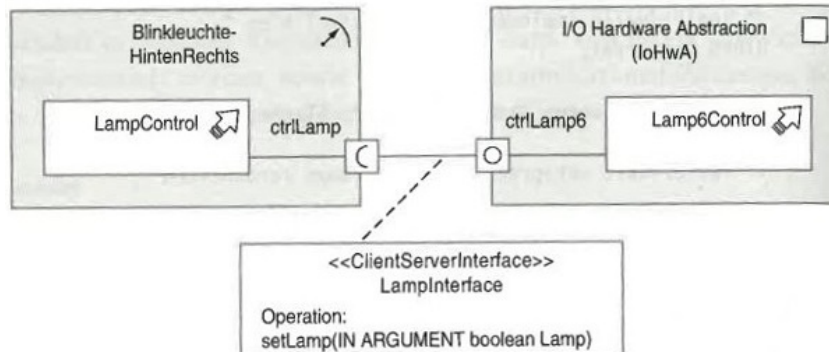 Blinkleuchte-
HintenRechts
LampControl
ctrlLamp
I/O Hardware Abstraction
(IoHwA)
ctrlLamp6
Lamp6Control
<<ClientServerInterface>>
LampInterface
Operation:
setLamp(IN ARGUMENT boolean Lamp)